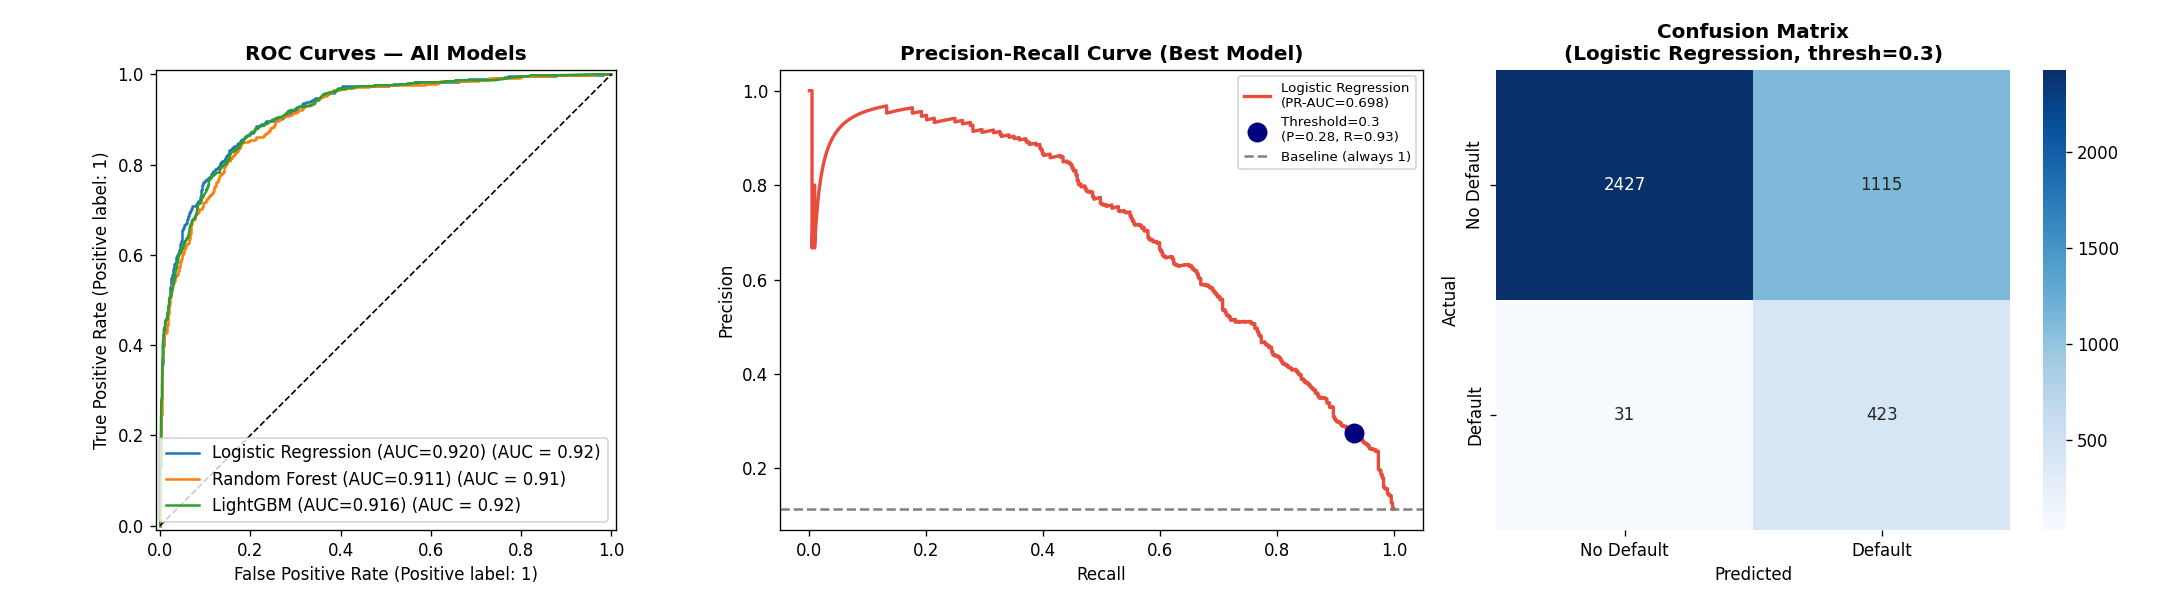 ROC Curves — All Models
True Positive Rate (Positive label: 1)
1.0
0.8
0.6
0.4
0.2
0.0
Logistic Regression (AUC=0.920) (AUC = 0.92)
Random Forest (AUC=0.911) (AUC = 0.91)
LightGBM (AUC=0.916) (AUC = 0.92)
0.0 0.2 0.4 0.6 0.8 1.0
False Positive Rate (Positive label: 1)
Precision-Recall Curve (Best Model)
Precision
1.0
0.8
0.6
0.4
0.2
Logistic Regression
(PR-AUC=0.698)
Threshold=0.3
(P=0.28, R=0.93)
Baseline (always 1)
0.0 0.2 0.4 0.6 0.8 1.0
Recall
Confusion Matrix
(Logistic Regression, thresh=0.3)
Actual
No Default
2427 1115
Default
31 423
No Default Default
Predicted
2000
1500
1000
500